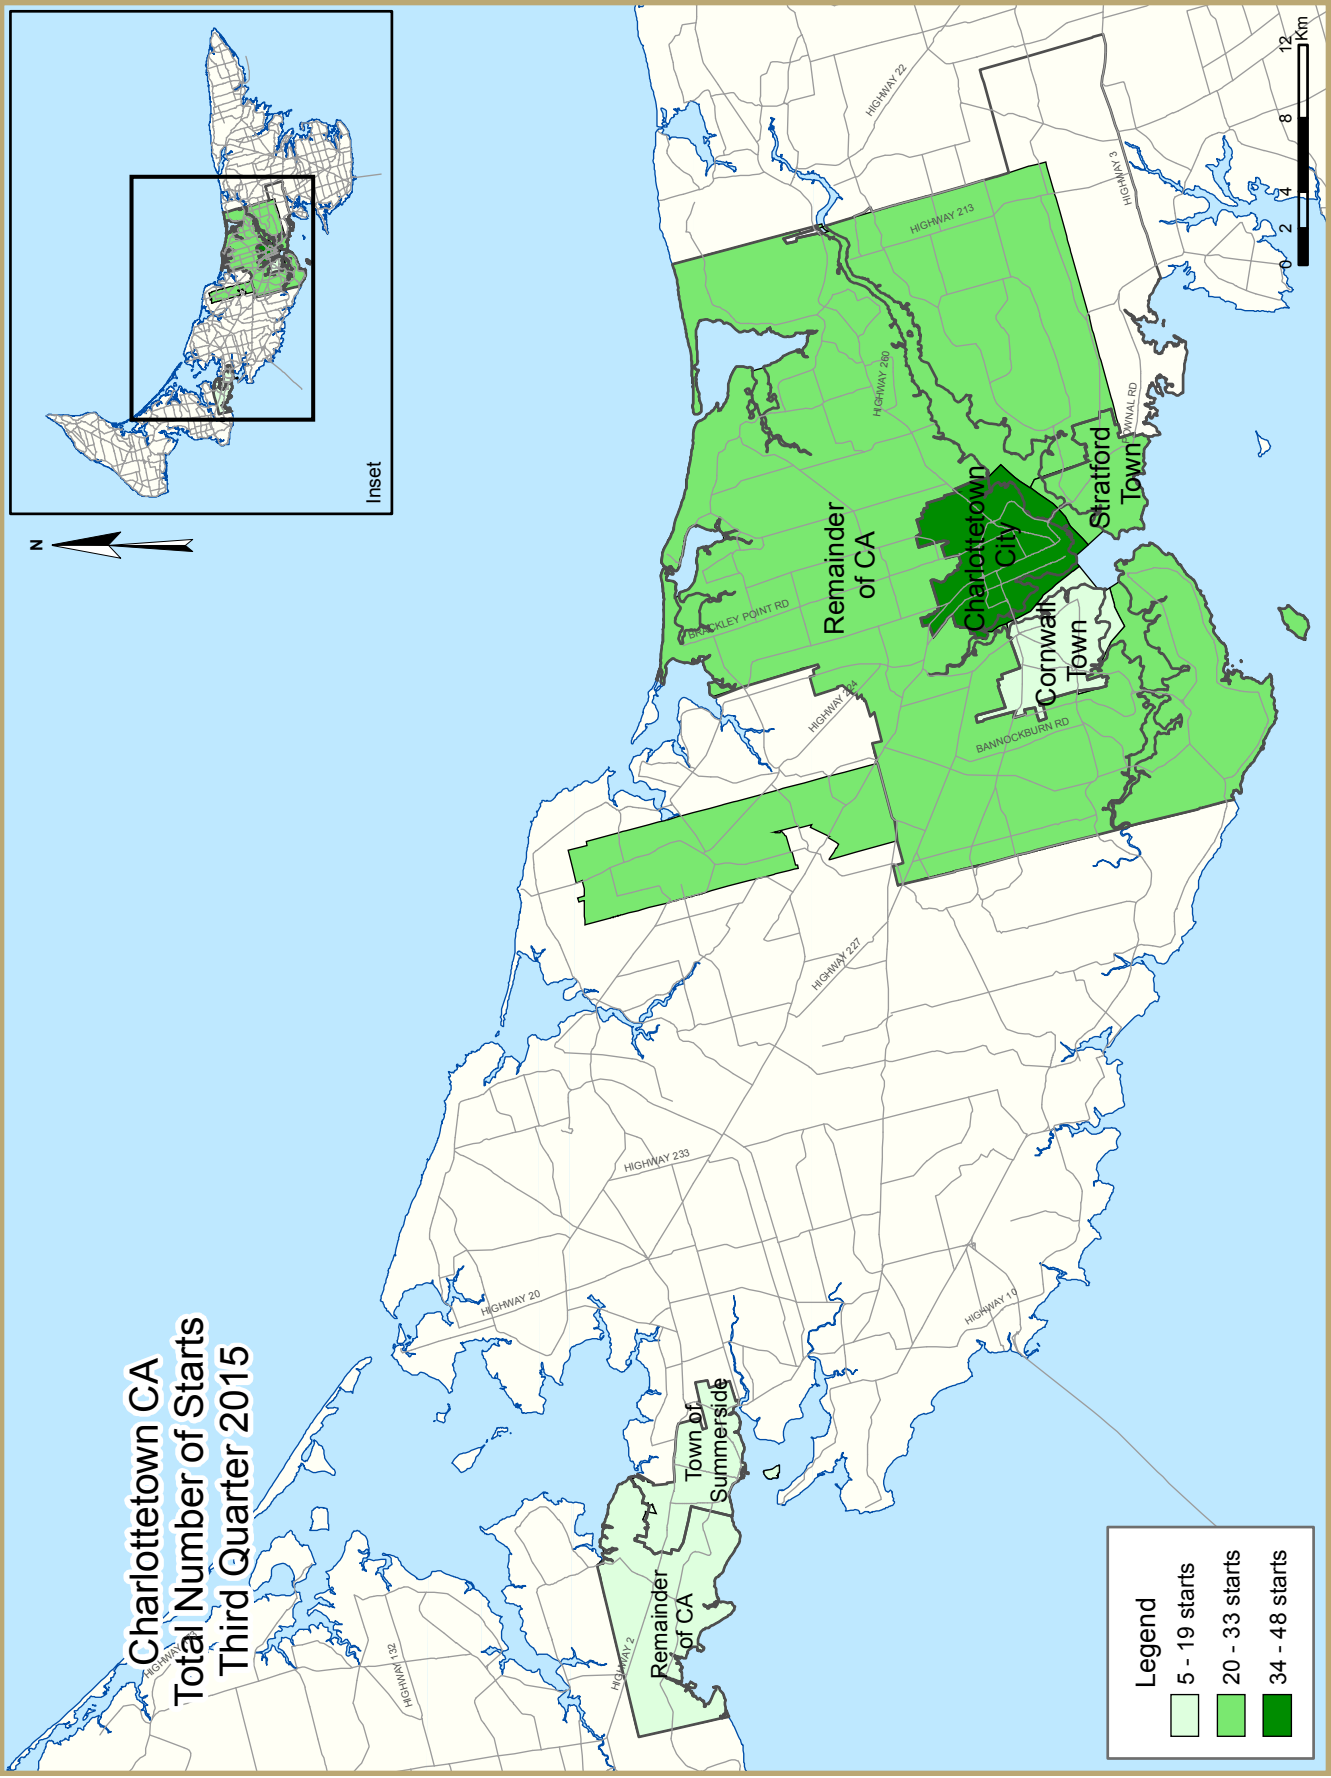 Charlottetown CA
Total Number of Starts
Third Quarter 2015
N
Inset
HIGHWAY 132
HIGHWAY 2
HIGHWAY 20
HIGHWAY 233
HIGHWAY 10
HIGHWAY 227
HIGHWAY 224
BANNOCKBURN RD
BRACKLEY POINT RD
HIGHWAY 260
HIGHWAY 213
HIGHWAY 22
HIGHWAY 3
Remainder
of CA
Town of
Summerside
Remainder
of CA
Charlottetown
City
Cornwall
Town
Stratford
Town
Legend
5 - 19 starts
20 - 33 starts
34 - 48 starts
0 2 4 8 12
Km